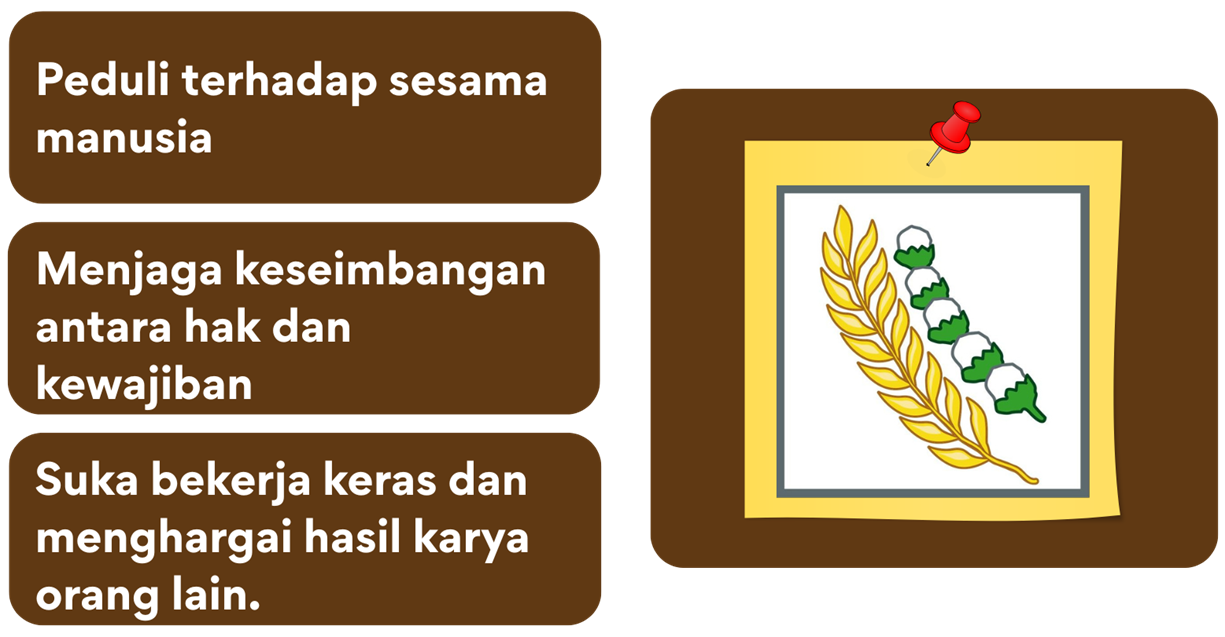 Peduli terhadap sesama
manusia
Menjaga keseimbangan
antara hak dan
kewajiban
Suka bekerja keras dan
menghargai hasil karya
orang lain.